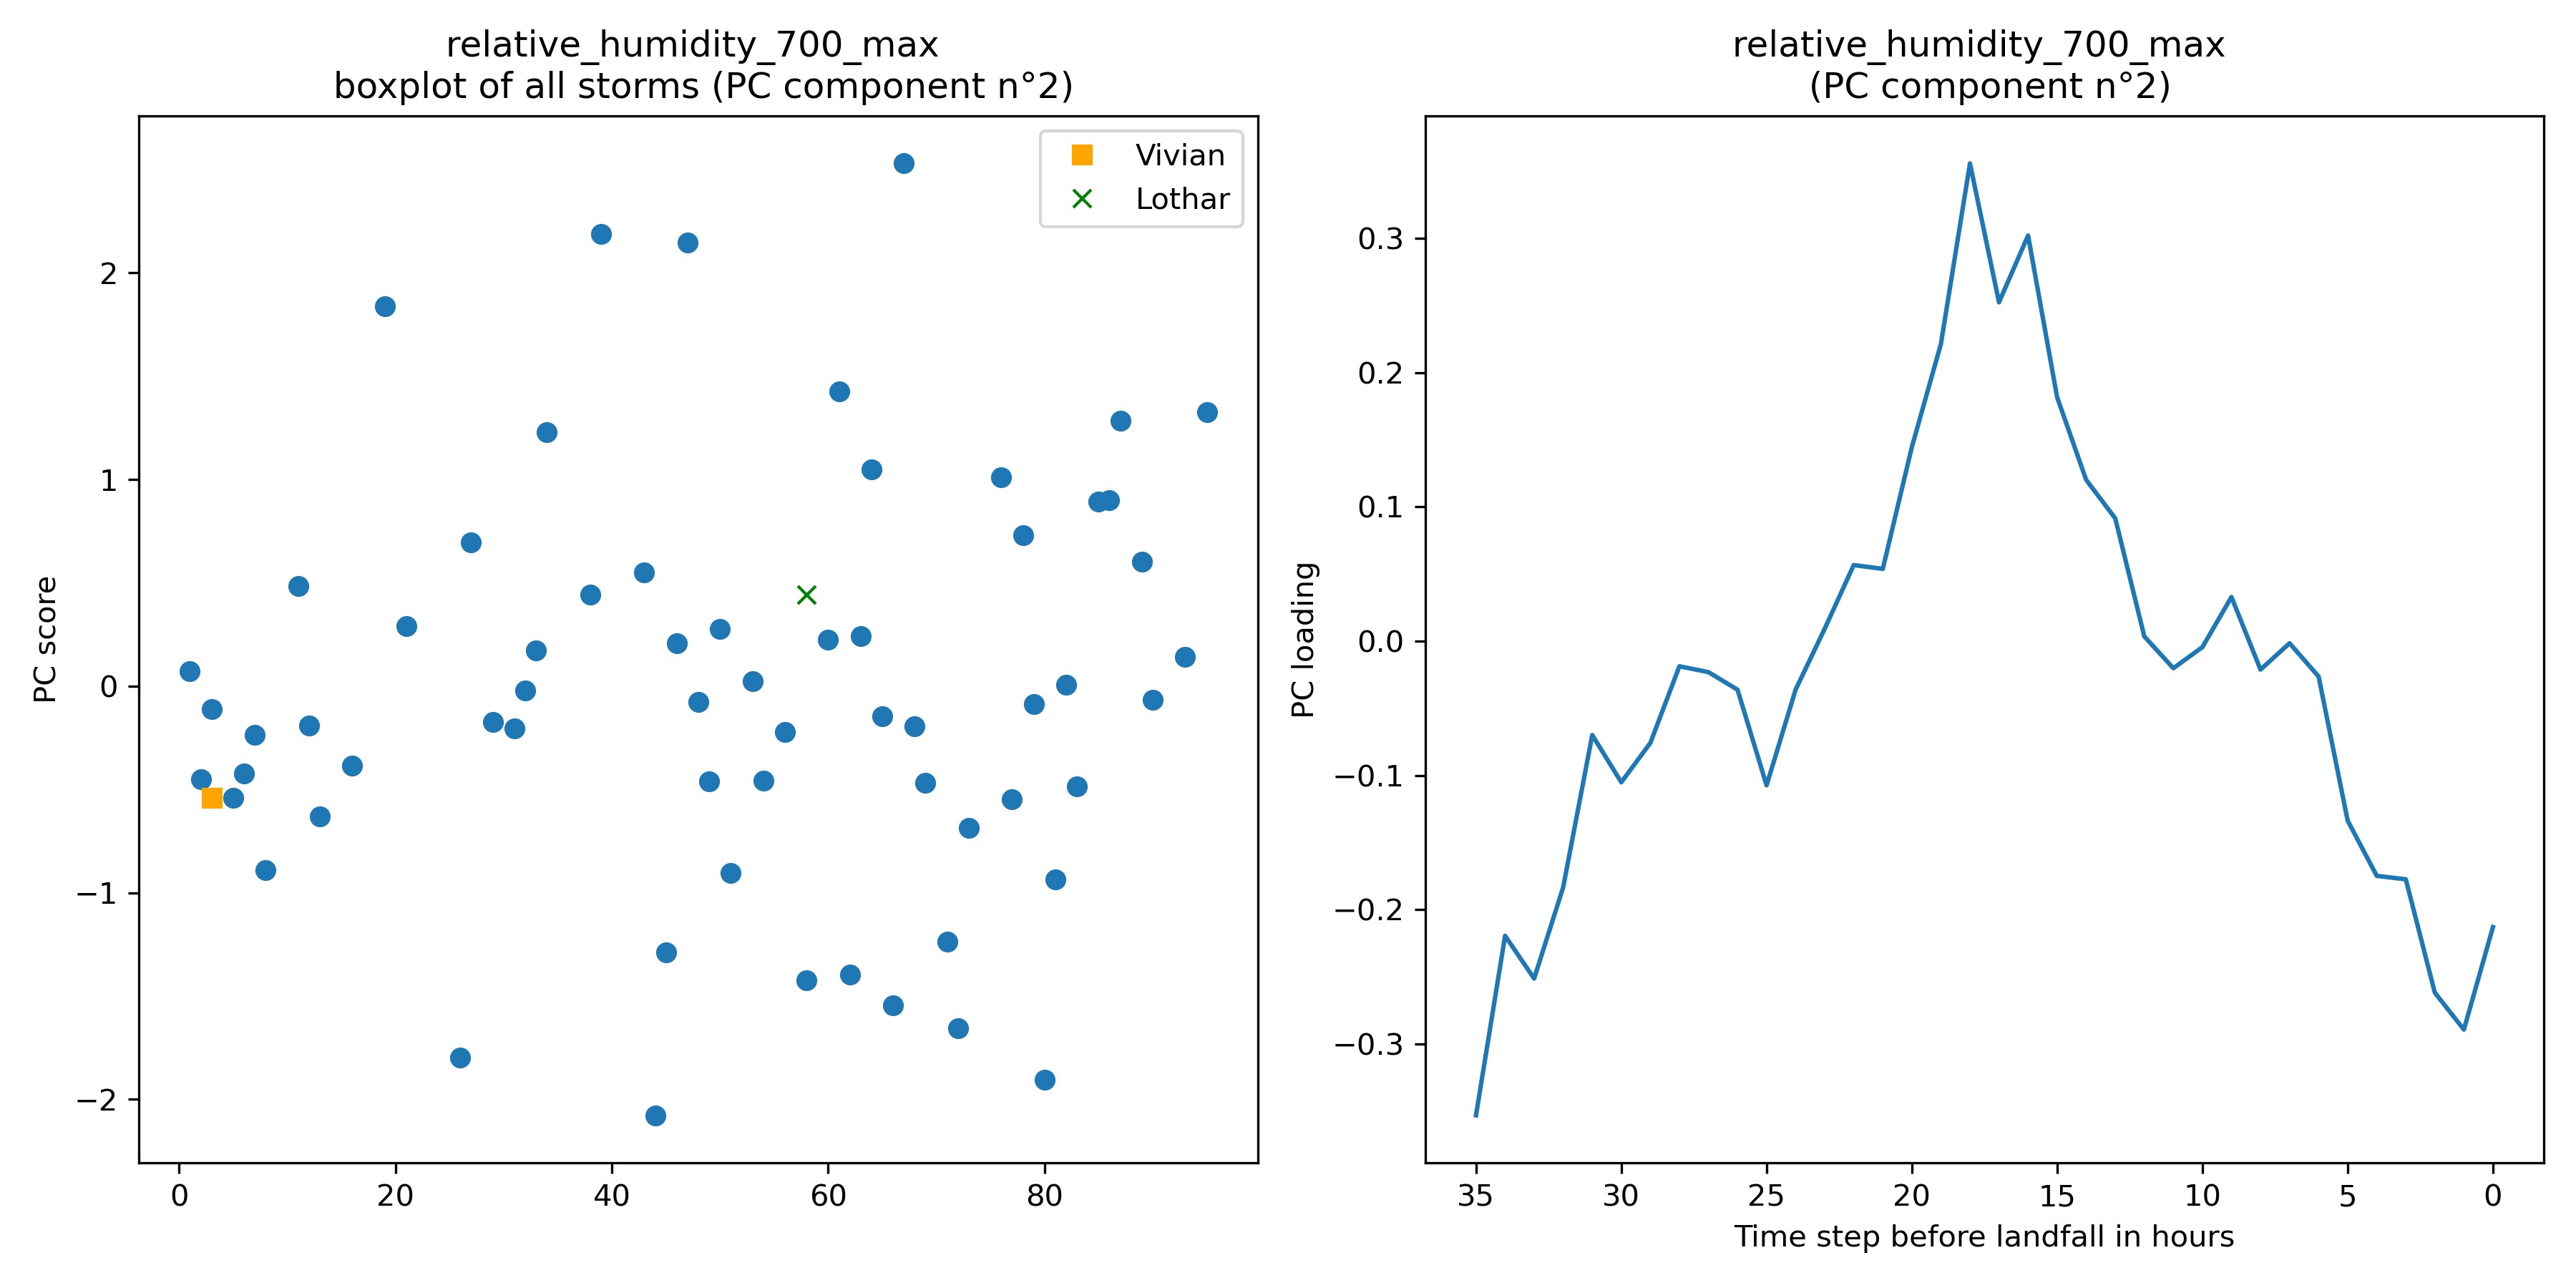 relative_humidity_700_max
boxplot of all storms (PC component n°2)
Vivian
Lothar
PC score
2
1
0
−1
−2
0
20
40
60
80
relative_humidity_700_max
(PC component n°2)
PC loading
0.3
0.2
0.1
0.0
−0.1
−0.2
−0.3
35
30
25
20
15
10
5
0
Time step before landfall in hours